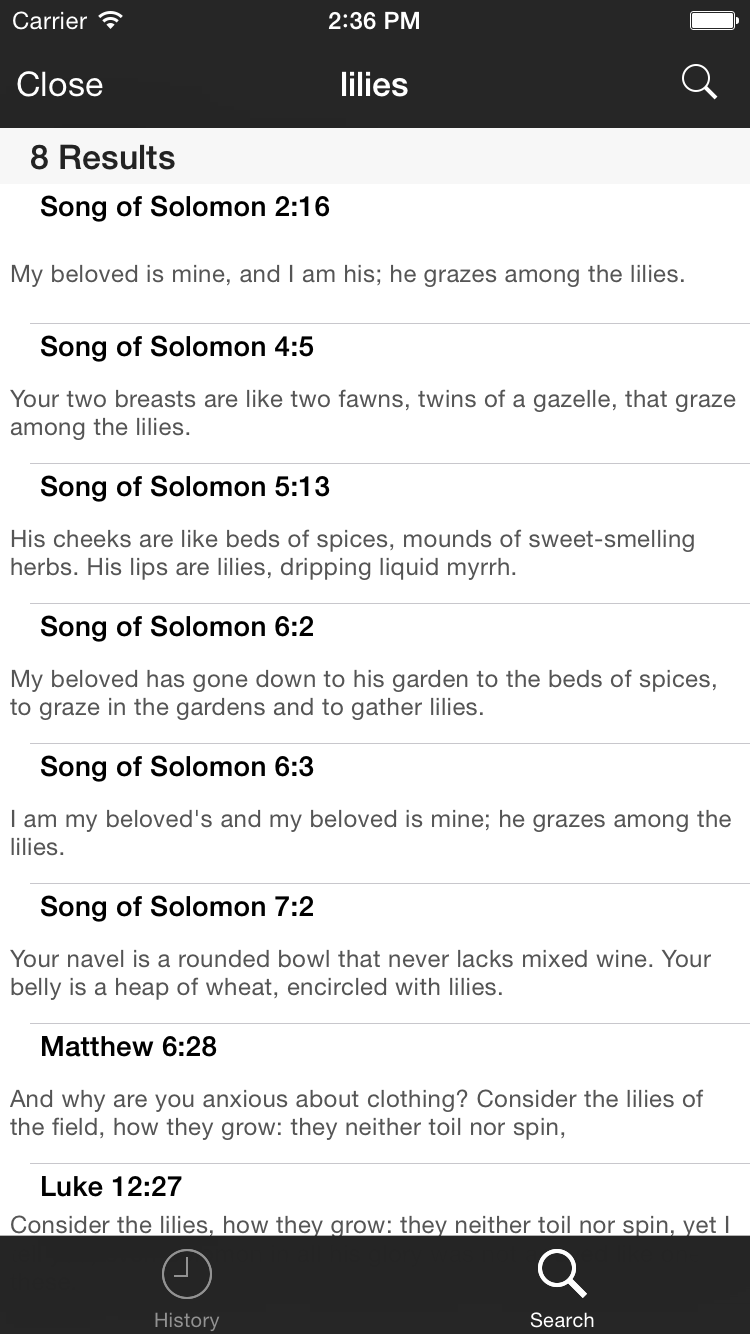 Carrier 2:36 PM
Close lilies
8 Results
Song of Solomon 2:16
My beloved is mine, and I am his; he grazes among the lilies.
Song of Solomon 4:5
Your two breasts are like two fawns, twins of a gazelle, that graze
among the lilies.
Song of Solomon 5:13
His cheeks are like beds of spices, mounds of sweet-smelling
herbs. His lips are lilies, dripping liquid myrrh.
Song of Solomon 6:2
My beloved has gone down to his garden to the beds of spices,
to graze in the gardens and to gather lilies.
Song of Solomon 6:3
I am my beloved's and my beloved is mine; he grazes among the
lilies.
Song of Solomon 7:2
Your navel is a rounded bowl that never lacks mixed wine. Your
belly is a heap of wheat, encircled with lilies.
Matthew 6:28
And why are you anxious about clothing? Consider the lilies of
the field, how they grow: they neither toil nor spin,
Luke 12:27
Consider the lilies, how they grow: they neither toil nor spin, yet I
History Search